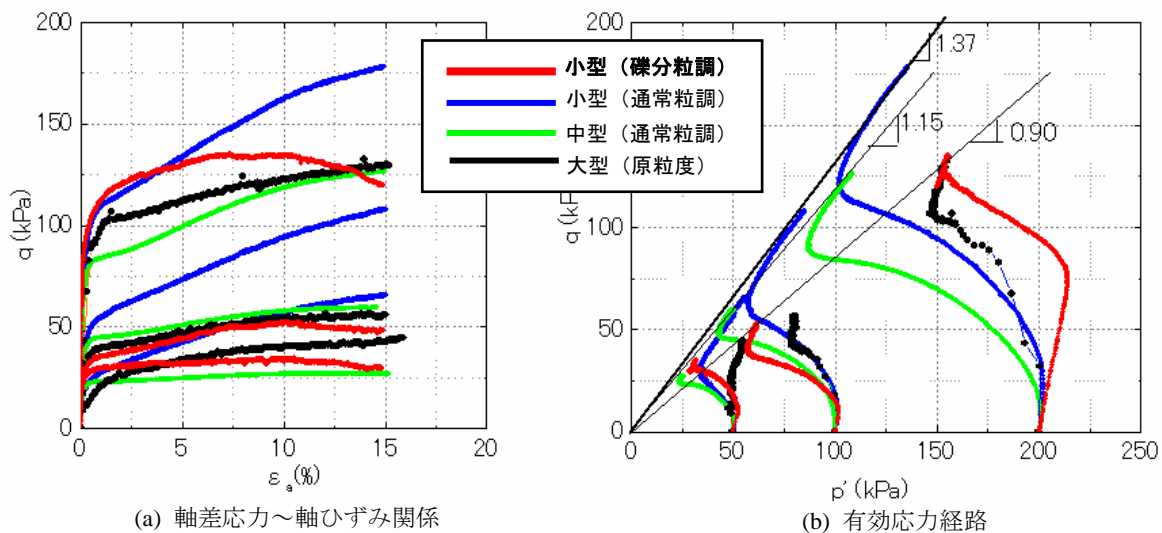 200
150
100
50
0
q (kPa)
0
5
10
15
20
ε a(%)
(a) 軸差応力～軸ひずみ関係
小型（礫分粒調）
小型（通常粒調）
中型（通常粒調）
大型（原粒度）
200
150
100
50
0
q (kP
1.37
1.15
0.90
0
50
100
150
200
250
p' (kPa)
(b) 有効応力経路